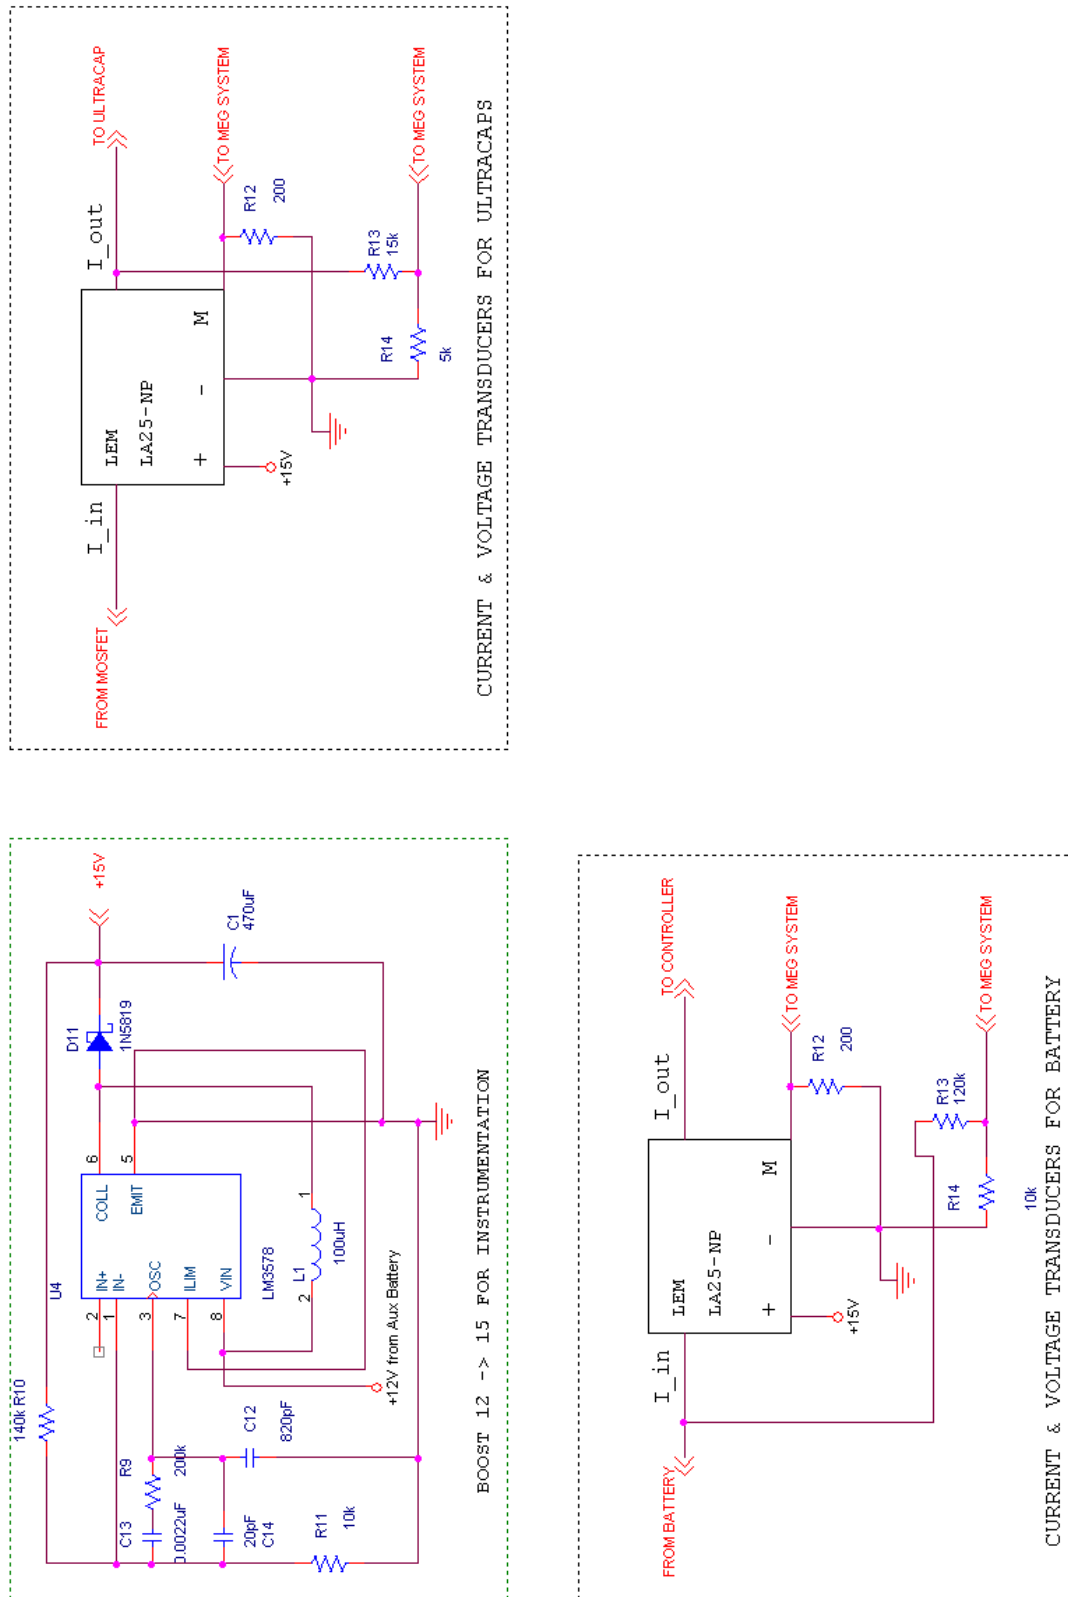 TO ULTRACAP
TO MEG SYSTEM
TO MEG SYSTEM
I_out
R12
200
R13
15k
R14
5k
M
-
+
LEM
LA25-NP
+15V
I_in
FROM MOSFET
CURRENT & VOLTAGE TRANSDUCERS FOR ULTRACAPS
+15V
C1
470uF
D11
1N5819
6
5
COLL
EMIT
IN+
IN-
OSC
ILIM
VIN
2
1
3
7
8
U4
LM3578
1
2
L1
100uH
+12V from Aux Battery
140k R10
R9
200k
C12
820pF
C13
0.0022uF
20pF
C14
R11
10k
BOOST 12 -> 15 FOR INSTRUMENTATION
TO CONTROLLER
TO MEG SYSTEM
TO MEG SYSTEM
I_out
R12
200
R13
120k
R14
10k
M
-
+
LEM
LA25-NP
+15V
I_in
FROM BATTERY
CURRENT & VOLTAGE TRANSDUCERS FOR BATTERY